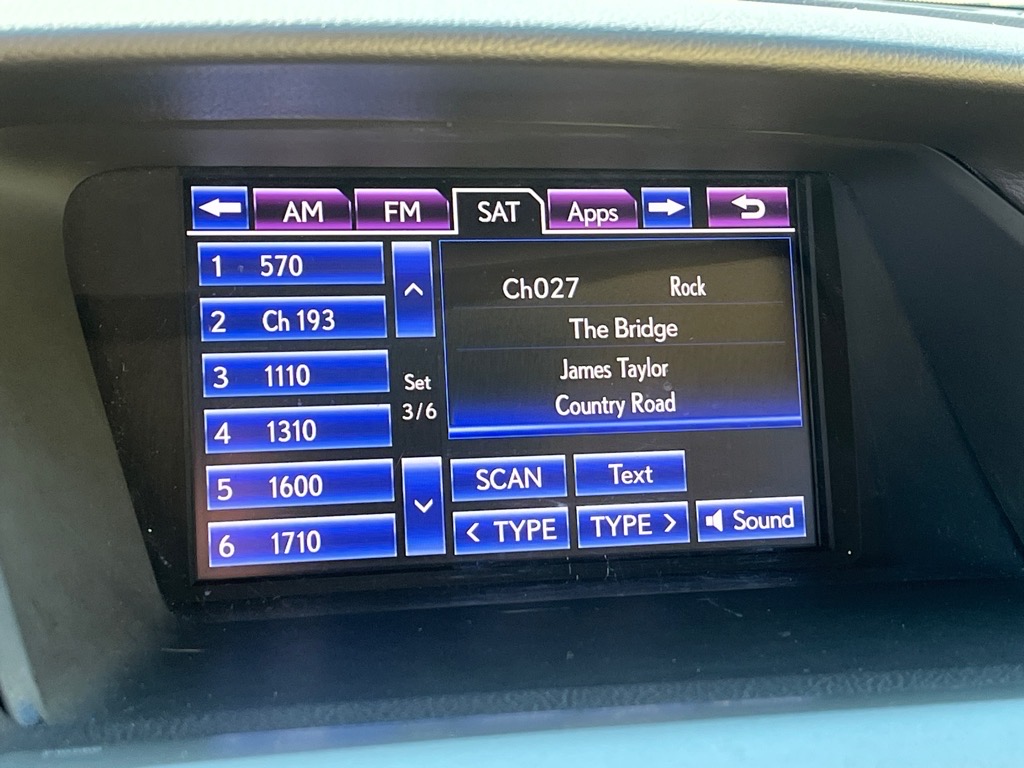 AM FM SAT Apps
1 570
2 Ch 193
3 1110
4 1310
5 1600
6 1710
Set
3/6
Ch027 Rock
The Bridge
James Taylor
Country Road
SCAN Text
< TYPE TYPE > Sound